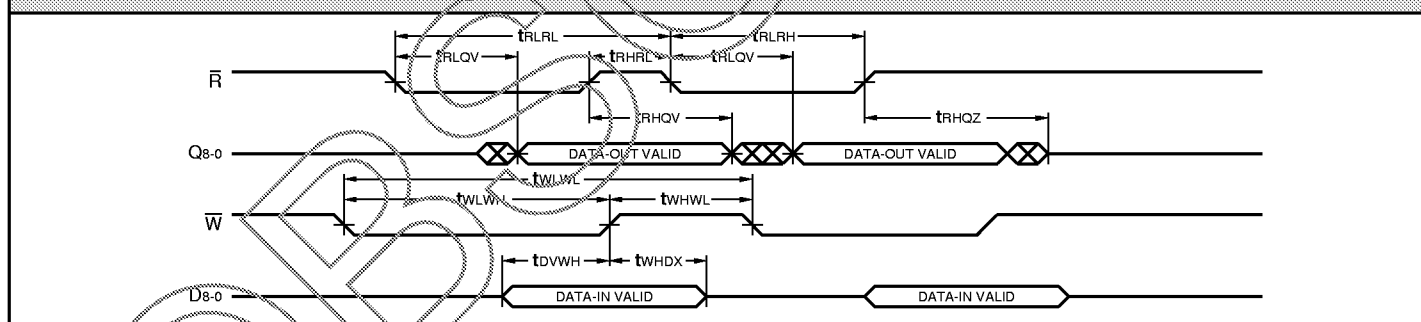 tRLRL tRLRH
tRLQV tRHRL tRLQV
R̅
tRHQV tRHQZ
Q8-0 DATA-OUT VALID DATA-OUT VALID
tWLWL
tWLWH tWHWL
W̅
tDVWH tWHDX
D8-0 DATA-IN VALID DATA-IN VALID